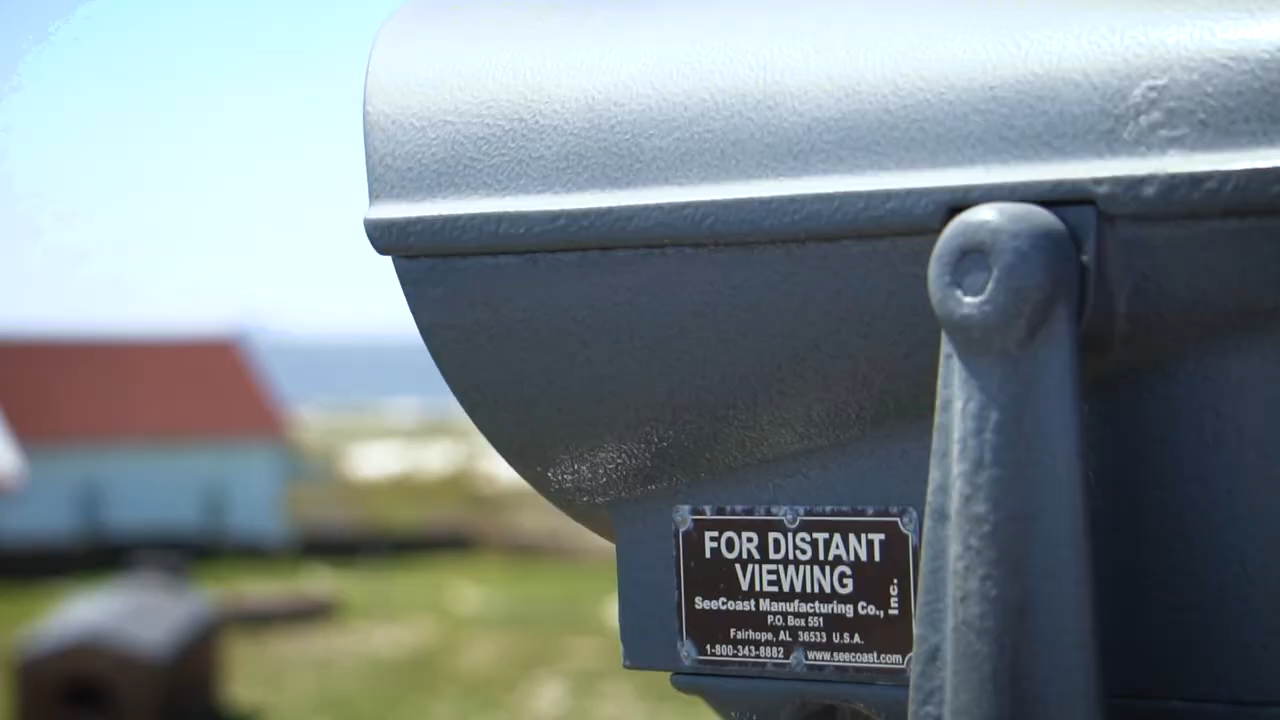 FOR DISTANT
VIEWING
SeeCoast Manufacturing Co., Inc.
P.O. Box 551
Fairhope, AL 36533 U.S.A.
1-800-343-8882 www.seecoast.com